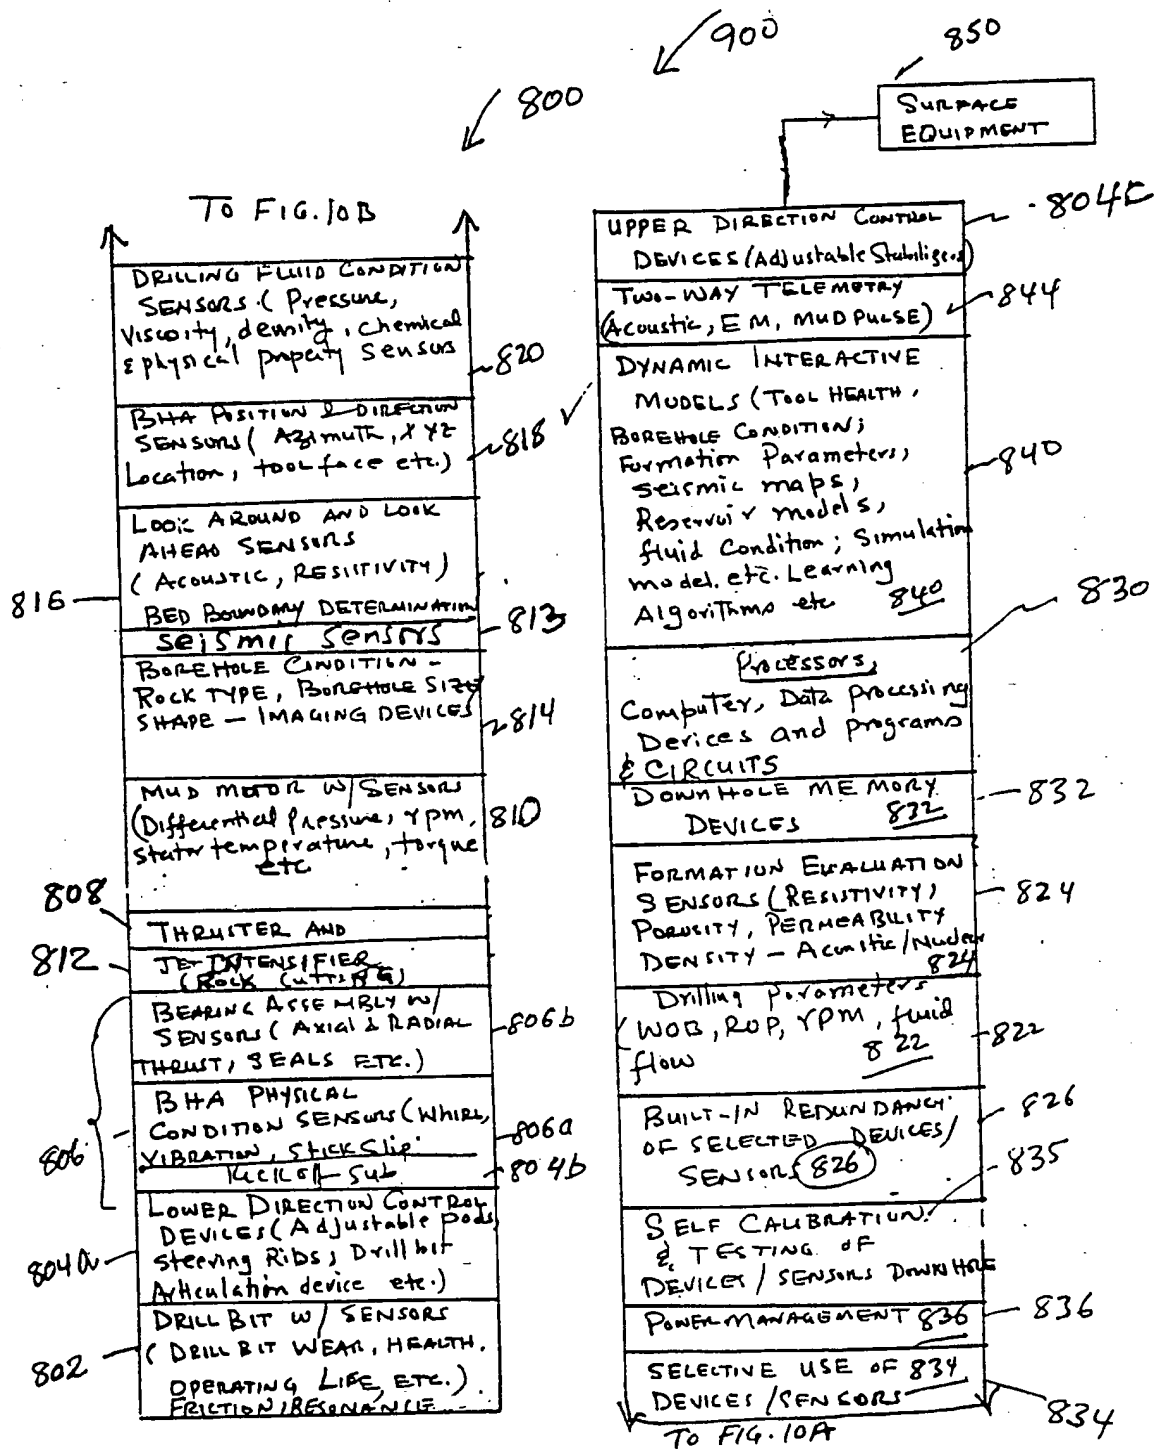 900
850
SURFACE
EQUIPMENT
800
TO FIG. 10B
DRILLING FLUID CONDITION
SENSORS (Pressure,
Viscosity, density, chemical
& physical property sensors
820
BHA POSITION & DIRECTION
SENSORS (Azimuth, XYZ
Location, tool face etc.)
818
LOOK AROUND AND LOOK
AHEAD SENSORS
(ACOUSTIC, RESISTIVITY)
BED BOUNDARY DETERMINATION
816
Seismic Sensors
813
BOREHOLE CONDITION -
ROCK TYPE, BOREHOLE SIZE
SHAPE - IMAGING DEVICES
814
MUD MOTOR W/ SENSORS
(Differential Pressure, rpm,
stator temperature, torque
etc
810
808
THRUSTER AND
812
JET INTENSIFIER
(ROCK CUTTING)
BEARING ASSEMBLY W/
SENSORS (AXIAL & RADIAL
THRUST, SEALS ETC.)
806b
BHA PHYSICAL
CONDITION SENSORS (WHIRL,
VIBRATION, Stick Slip
806a
806
Kick off - Sub
804b
LOWER DIRECTION CONTROL
DEVICES (Adjustable pads,
Steering Ribs, Drill bit
Articulation device etc.)
804a
DRILL BIT W/ SENSORS
(DRILL BIT WEAR, HEALTH,
OPERATING LIFE, ETC.)
FRICTION, RESONANCE
802
UPPER DIRECTION CONTROL
DEVICES (Adjustable Stabilizers)
804C
TWO-WAY TELEMETRY
(Acoustic, EM, MUD PULSE)
844
DYNAMIC INTERACTIVE
MODELS (TOOL HEALTH,
BOREHOLE CONDITION;
Formation Parameters,
Seismic maps,
Reservoir models,
fluid Condition; Simulation
model. etc. Learning
Algorithms etc 840
840
830
Processors,
Computer, Data processing
Devices and programs
& CIRCUITS
DOWNHOLE MEMORY
DEVICES 832
832
FORMATION EVALUATION
SENSORS (RESISTIVITY,
POROSITY, PERMEABILITY
DENSITY - Acoustic/Nuclear
824
824
Drilling parameters
(WOB, ROP, rpm, fluid
flow 822
822
BUILT-IN REDUNDANCY
OF SELECTED DEVICES/
SENSORS 826
826
835
SELF CALIBRATION
& TESTING OF
DEVICES / SENSORS DOWNHOLE
POWER MANAGEMENT 836
836
SELECTIVE USE OF 834
DEVICES / SENSORS
834
TO FIG. 10A